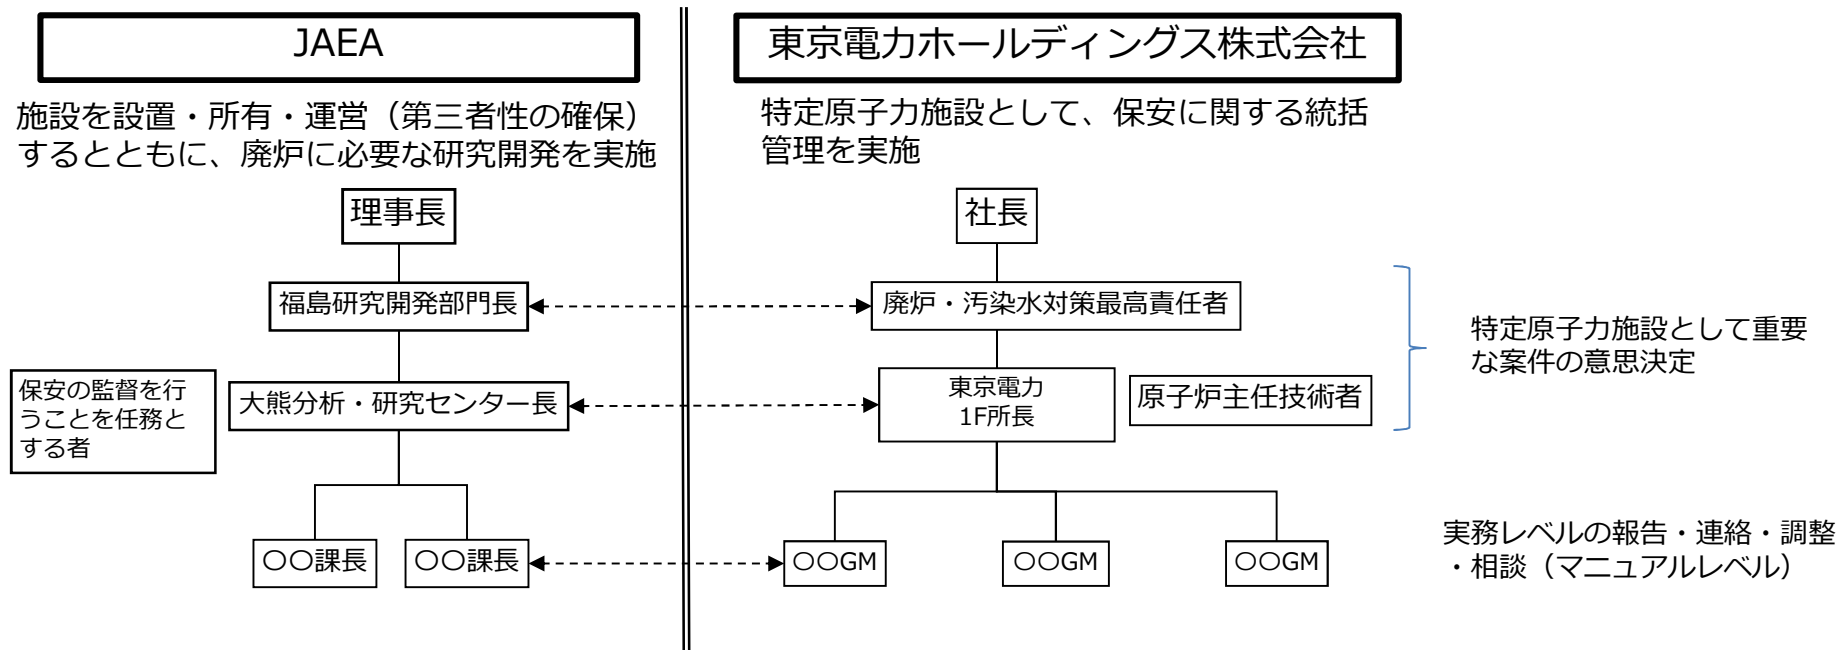 JAEA
施設を設置・所有・運営（第三者性の確保）
するとともに、廃炉に必要な研究開発を実施
理事長
福島研究開発部門長
保安の監督を行
うことを任務と
する者
大熊分析・研究センター長
〇〇課長
〇〇課長
東京電力ホールディングス株式会社
特定原子力施設として、保安に関する統括
管理を実施
社長
廃炉・汚染水対策最高責任者
東京電力
1F所長
原子炉主任技術者
〇〇GM
〇〇GM
〇〇GM
特定原子力施設として重要
な案件の意思決定
実務レベルの報告・連絡・調整
・相談（マニュアルレベル）